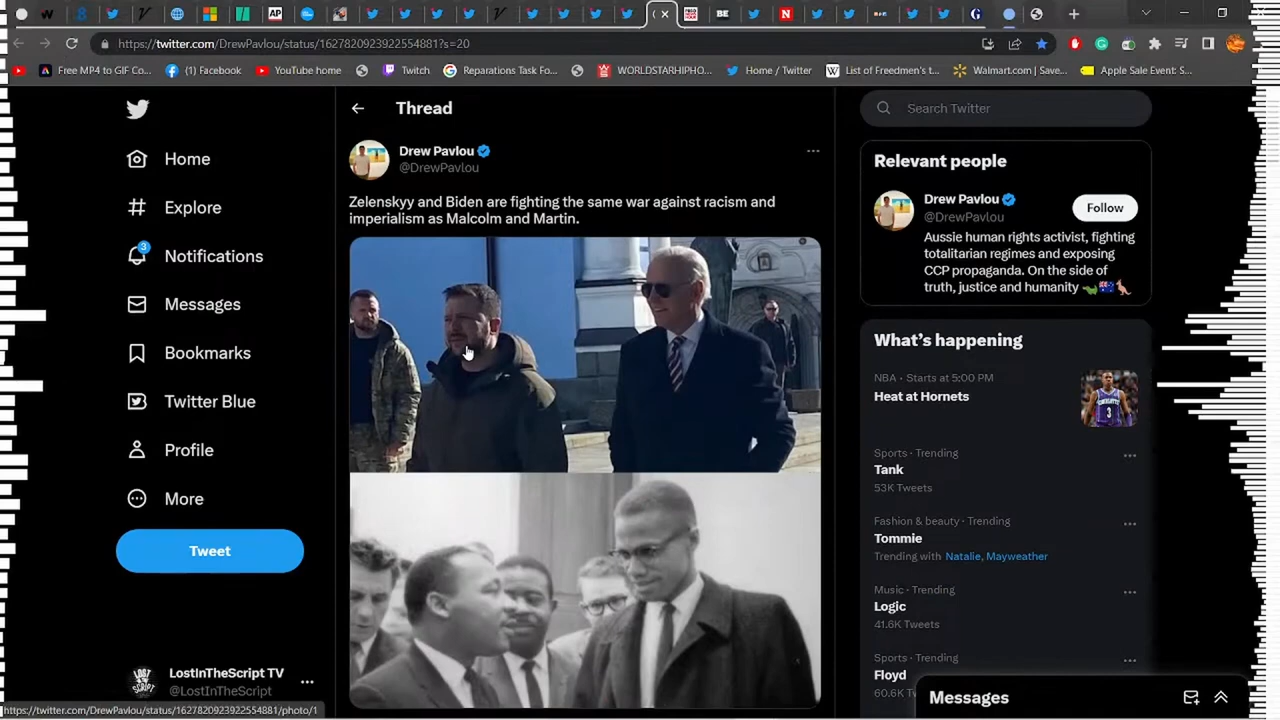 https://twitter.com/DrewPavlou/status/1627820923922554881?s=20
Free MP4 to GIF Co...
(1) Facebook
YouTube home
Twitch
WORLDSTARHIPHO...
Home / Twitter
List of Freedmen's t...
| Save...
Apple Sale Event:...
Home
Explore
3
Notifications
Messages
Bookmarks
Twitter Blue
Profile
More
Tweet
LostInTheScript TV
@LostInTheScript
Thread
Drew Pavlou
@DrewPavlou
Zelenskyy and Biden are fighting the same war against racism and
imperialism as Malcolm and Martin.
Search Twitter
Relevant people
Drew Pavlou
@DrewPavlou
Follow
Aussie human rights activist, fighting
totalitarian regimes and exposing
CCP propaganda. On the side of
truth, justice and humanity
What's happening
NBA · Starts at 5:00 PM
Heat at Hornets
Sports · Trending
Tank
53K Tweets
Fashion & beauty · Trending
Tommie
Trending with Natalie, Mayweather
Music · Trending
Logic
41.6K Tweets
Sports · Trending
Floyd
60.6K
https://twitter.com/DrewPavlou/status/1627820923922554881/photo/1